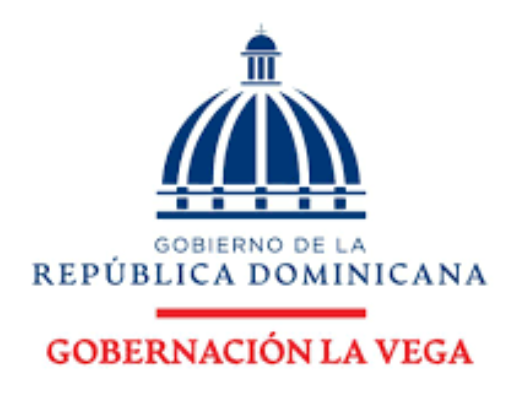 GOBIERNO DE LA
REPÚBLICA DOMINICANA
GOBERNACIÓN LA VEGA